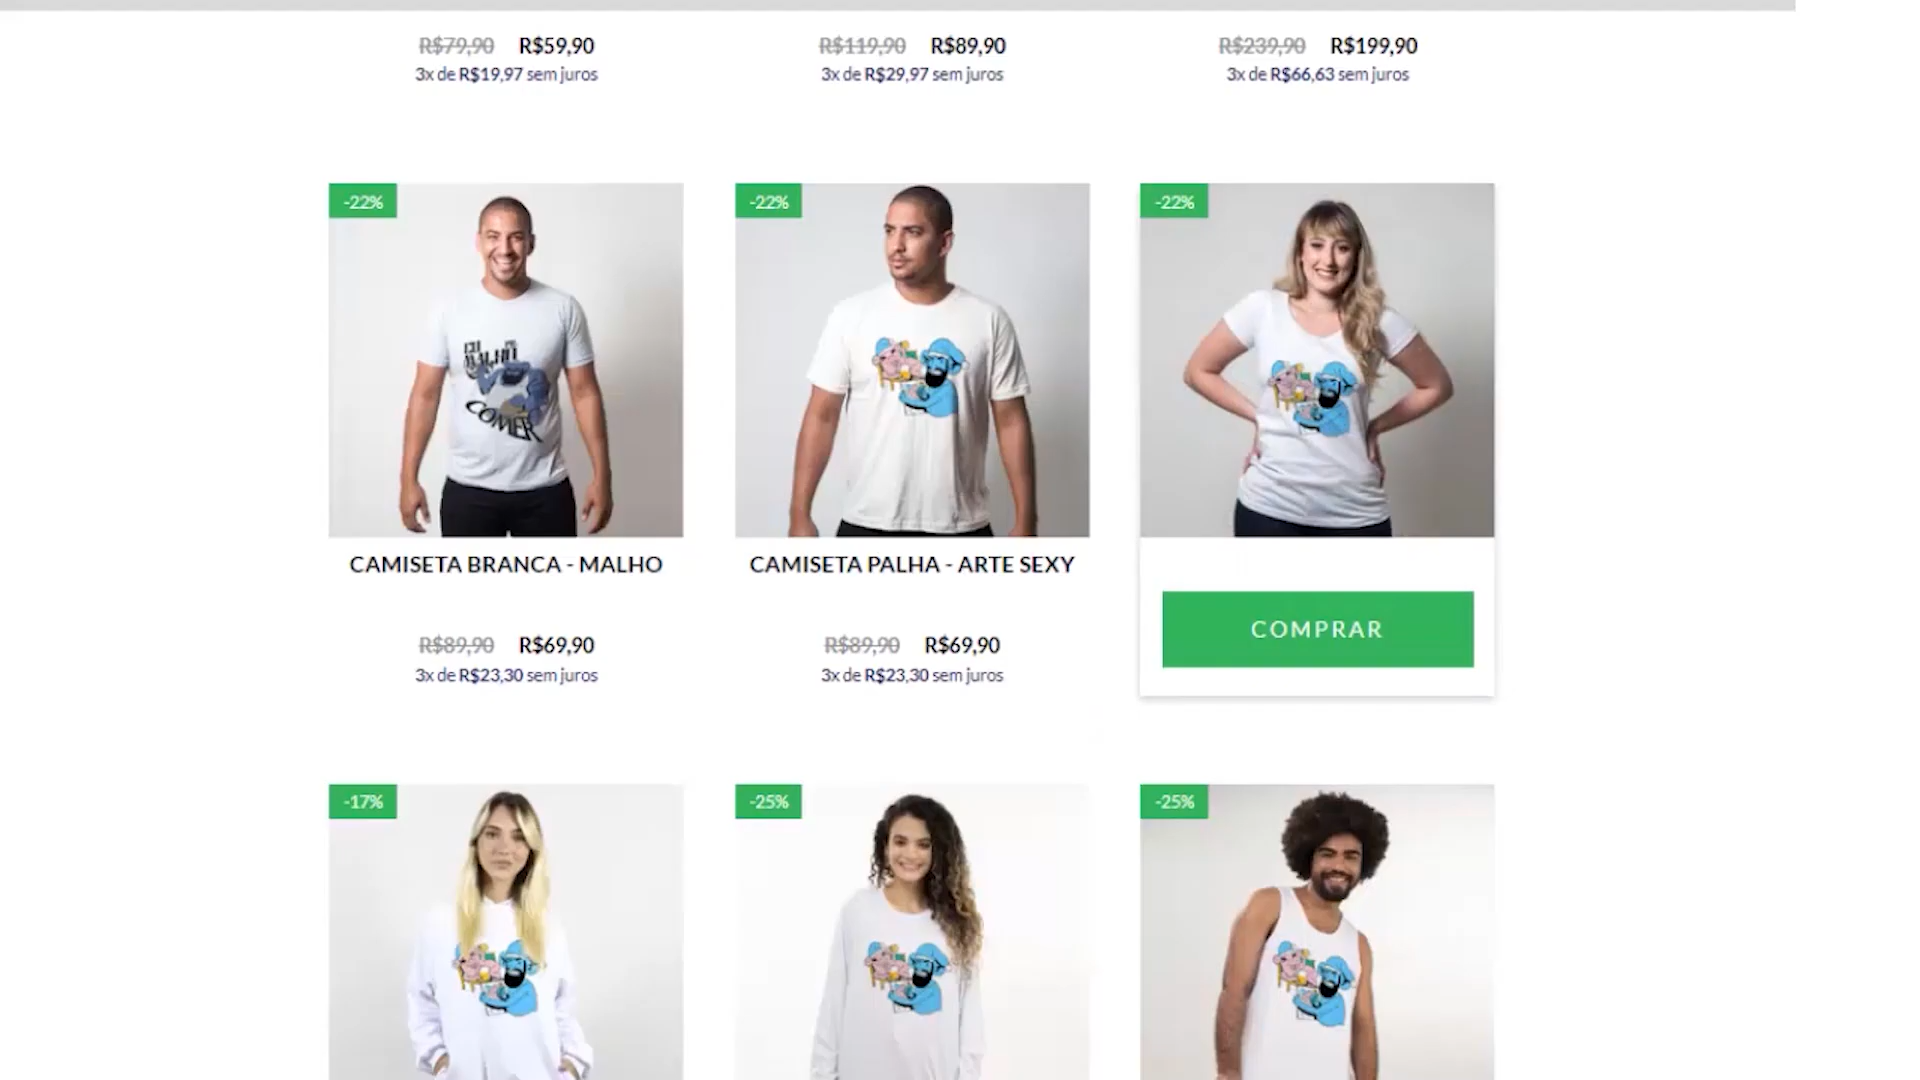 R$79,90 R$59,90
3x de R$19,97 sem juros
R$119,90 R$89,90
3x de R$29,97 sem juros
R$239,90 R$199,90
3x de R$66,63 sem juros
-22%
COMER
CAMISETA BRANCA - MALHO
R$89,90 R$69,90
3x de R$23,30 sem juros
-22%
CAMISETA PALHA - ARTE SEXY
R$89,90 R$69,90
3x de R$23,30 sem juros
-22%
COMPRAR
-17%
-25%
-25%